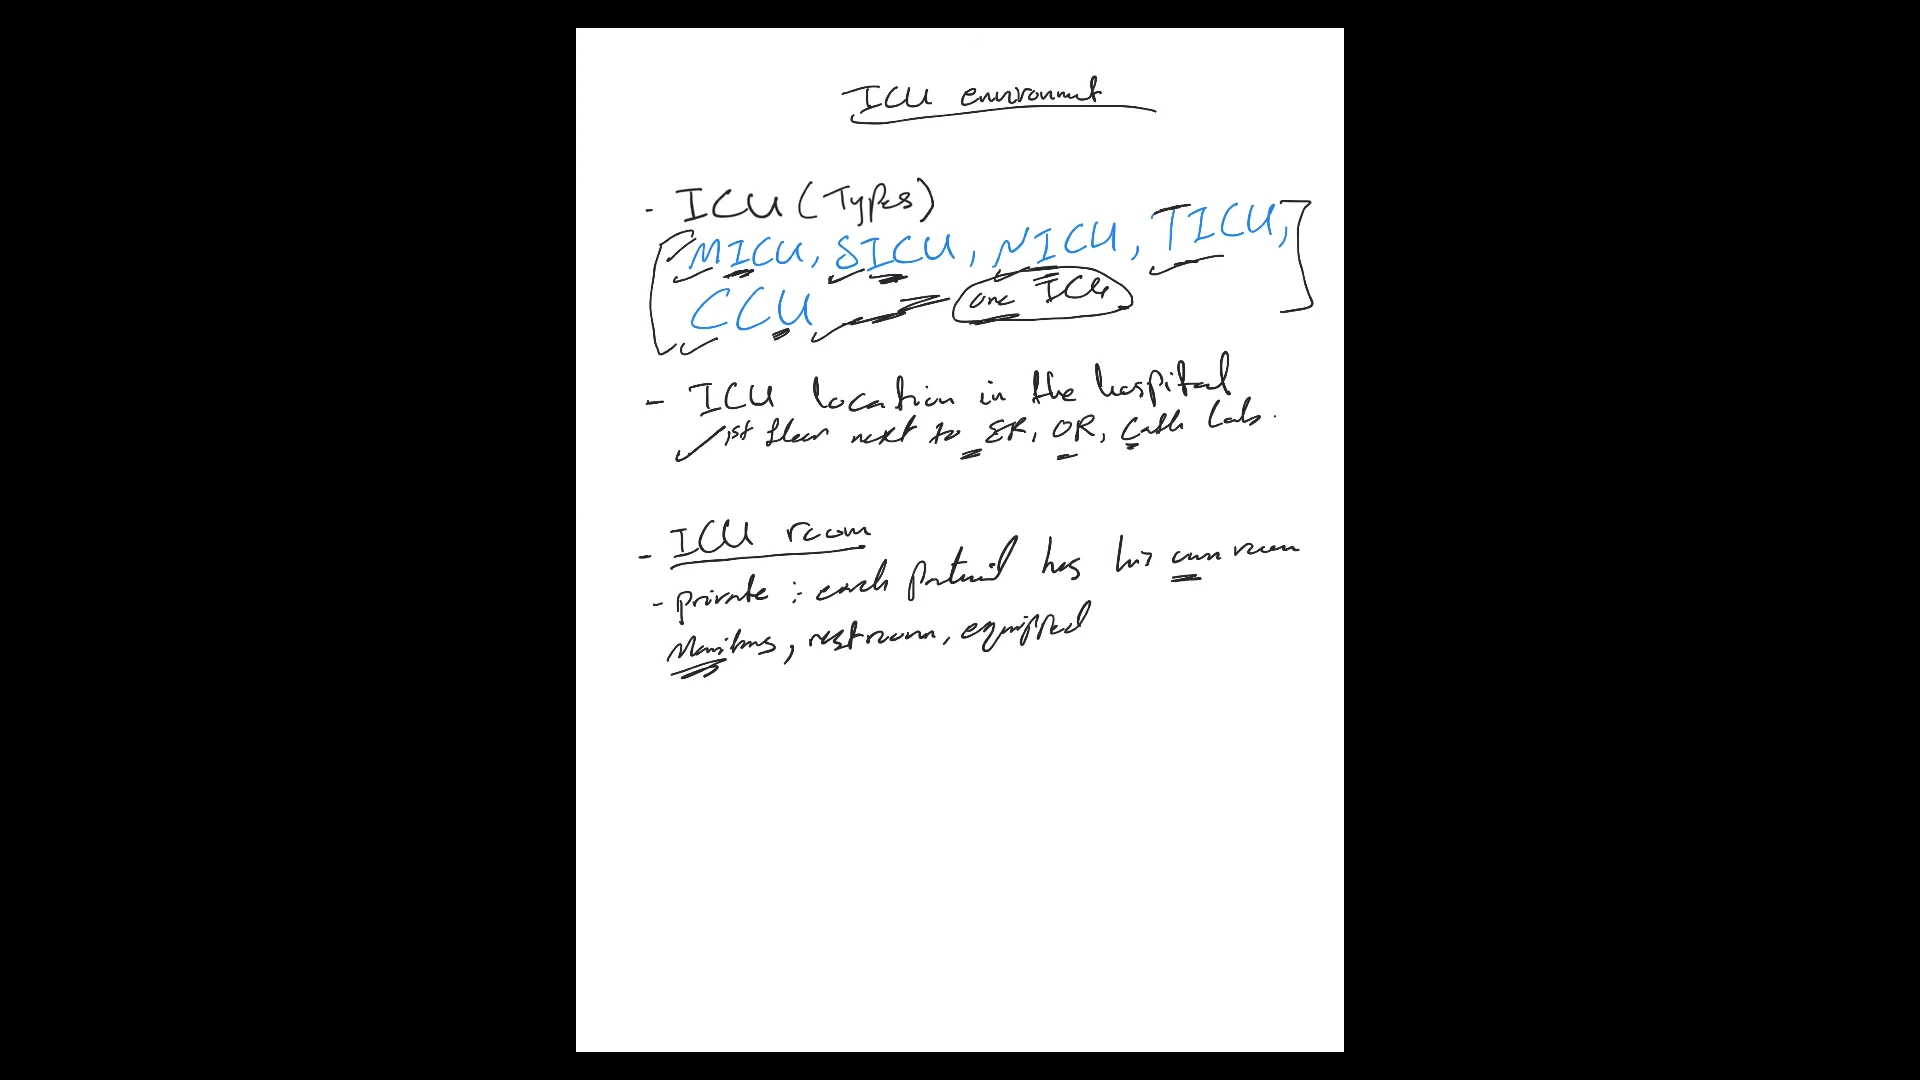 ICU environment
- ICU (Types)
MICU, SICU, NICU, TICU,
CCU one ICU
- ICU location in the hospital
1st floor next to ER, OR, Cath Lab.
- ICU room
- private : each patient has his own room
Monitors, restroom, equipped